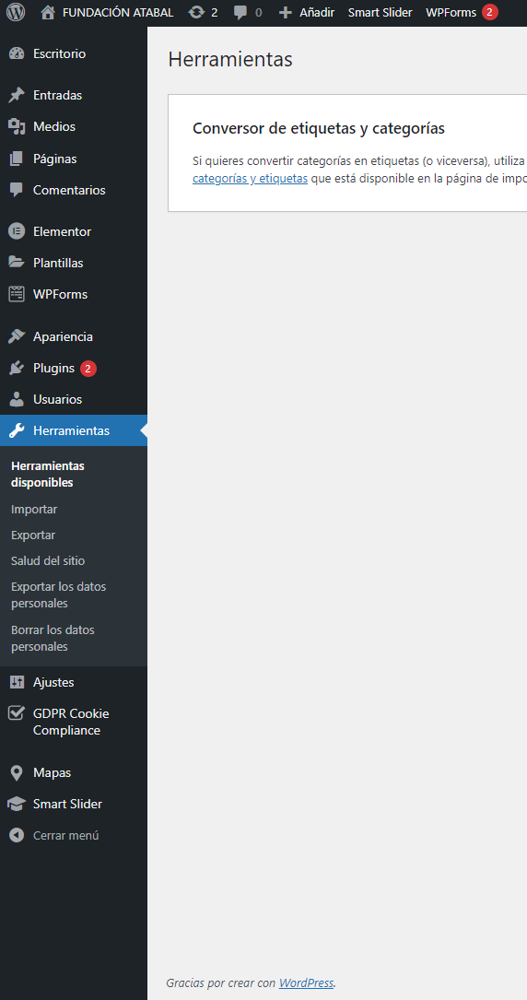 FUNDACIÓN ATABAL 2 0 Añadir Smart Slider WPForms 2
Escritorio
Entradas
Medios
Páginas
Comentarios
Elementor
Plantillas
WPForms
Apariencia
Plugins 2
Usuarios
Herramientas
Herramientas
disponibles
Importar
Exportar
Salud del sitio
Exportar los datos
personales
Borrar los datos
personales
Ajustes
GDPR Cookie
Compliance
Mapas
Smart Slider
Cerrar menú
Herramientas
Conversor de etiquetas y categorías
Si quieres convertir categorías en etiquetas (o viceversa), utiliza
categorías y etiquetas que está disponible en la página de impo
Gracias por crear con WordPress.